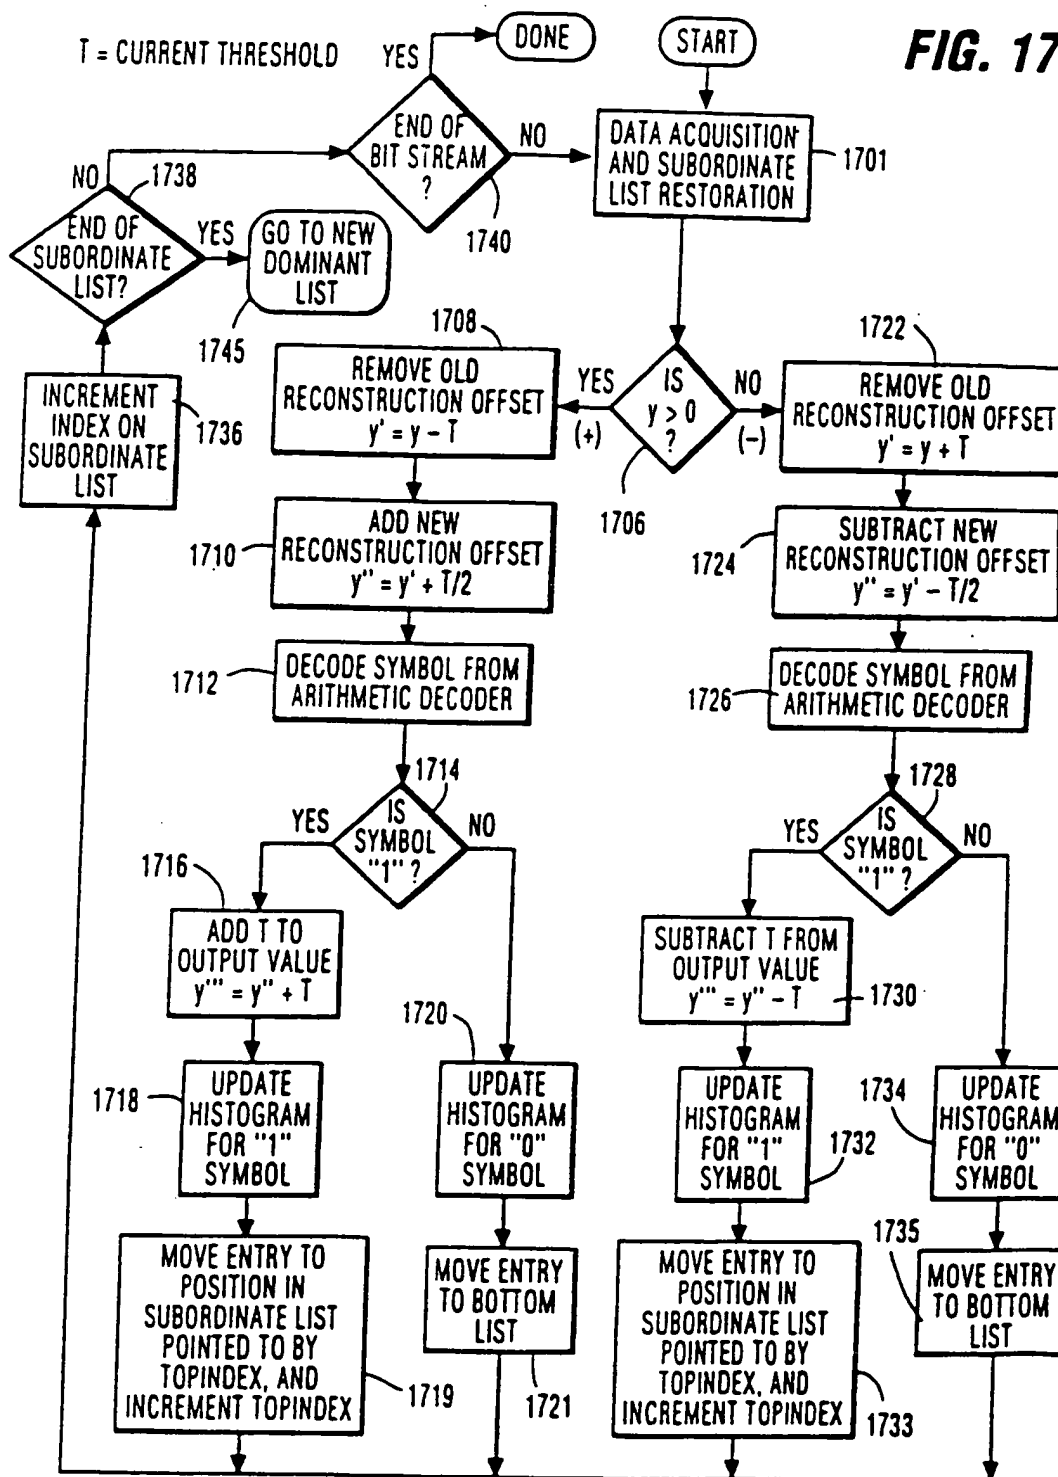 T = CURRENT THRESHOLD
YES
DONE
START
FIG. 17
END OF
BIT STREAM
?
NO
1740
DATA ACQUISITION
AND SUBORDINATE
LIST RESTORATION
1701
NO
1738
END OF
SUBORDINATE
LIST?
YES
GO TO NEW
DOMINANT
LIST
1745
INCREMENT
INDEX ON
SUBORDINATE
LIST
1736
1708
REMOVE OLD
RECONSTRUCTION OFFSET
y' = y – T
YES
(+)
IS
y > 0
?
NO
(–)
1706
1722
REMOVE OLD
RECONSTRUCTION OFFSET
y' = y + T
1710
ADD NEW
RECONSTRUCTION OFFSET
y'' = y' + T/2
1724
SUBTRACT NEW
RECONSTRUCTION OFFSET
y'' = y' – T/2
1712
DECODE SYMBOL FROM
ARITHMETIC DECODER
1726
DECODE SYMBOL FROM
ARITHMETIC DECODER
1714
YES
IS
SYMBOL
"1" ?
NO
1728
YES
IS
SYMBOL
"1" ?
NO
1716
ADD T TO
OUTPUT VALUE
y''' = y'' + T
SUBTRACT T FROM
OUTPUT VALUE
y''' = y'' – T
1730
1718
UPDATE
HISTOGRAM
FOR "1"
SYMBOL
1720
UPDATE
HISTOGRAM
FOR "0"
SYMBOL
UPDATE
HISTOGRAM
FOR "1"
SYMBOL
1732
1734
UPDATE
HISTOGRAM
FOR "0"
SYMBOL
MOVE ENTRY TO
POSITION IN
SUBORDINATE LIST
POINTED TO BY
TOPINDEX, AND
INCREMENT TOPINDEX
1719
MOVE ENTRY
TO BOTTOM
LIST
1721
MOVE ENTRY TO
POSITION IN
SUBORDINATE LIST
POINTED TO BY
TOPINDEX, AND
INCREMENT TOPINDEX
1733
1735
MOVE ENTRY
TO BOTTOM
LIST